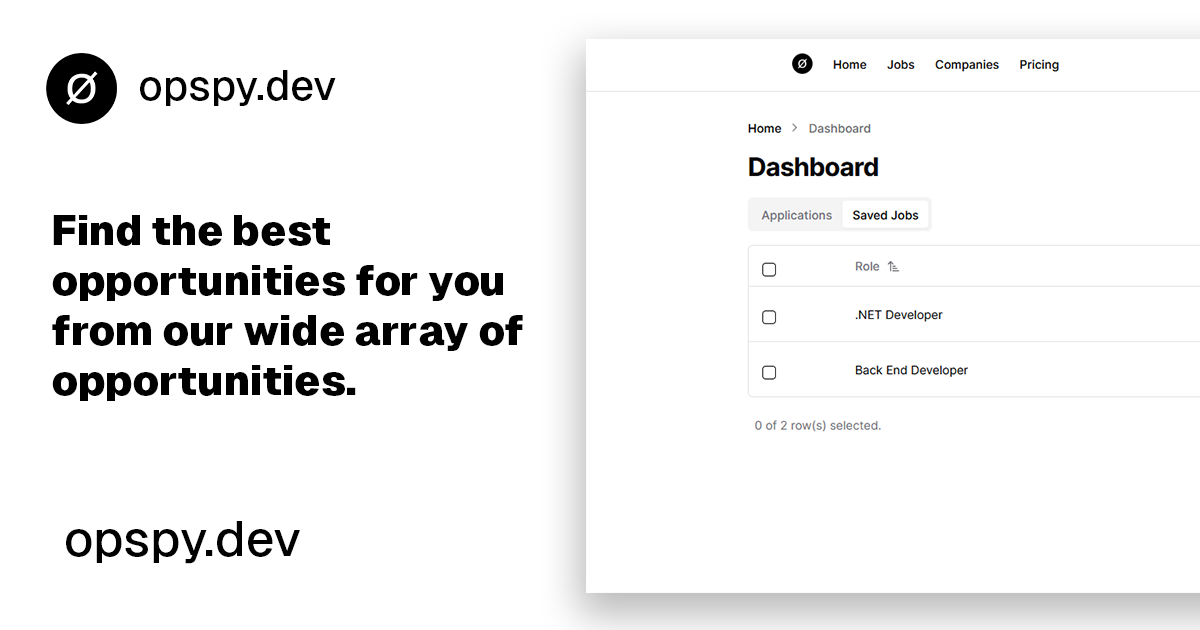 Ø opspy.dev
Find the best
opportunities for you
from our wide array of
opportunities.
opspy.dev
Ø Home Jobs Companies Pricing
Home > Dashboard
Dashboard
Applications Saved Jobs
Role
.NET Developer
Back End Developer
0 of 2 row(s) selected.